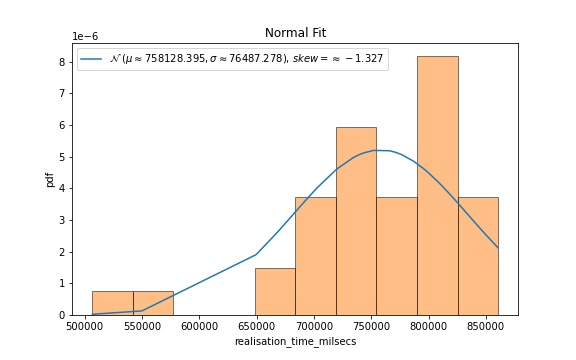 Normal Fit
1e−6
𝒩(μ ≈ 758128.395, σ ≈ 76487.278), skew = ≈ −1.327
8
7
6
5
4
3
2
1
0
pdf
500000 550000 600000 650000 700000 750000 800000 850000
realisation_time_milsecs